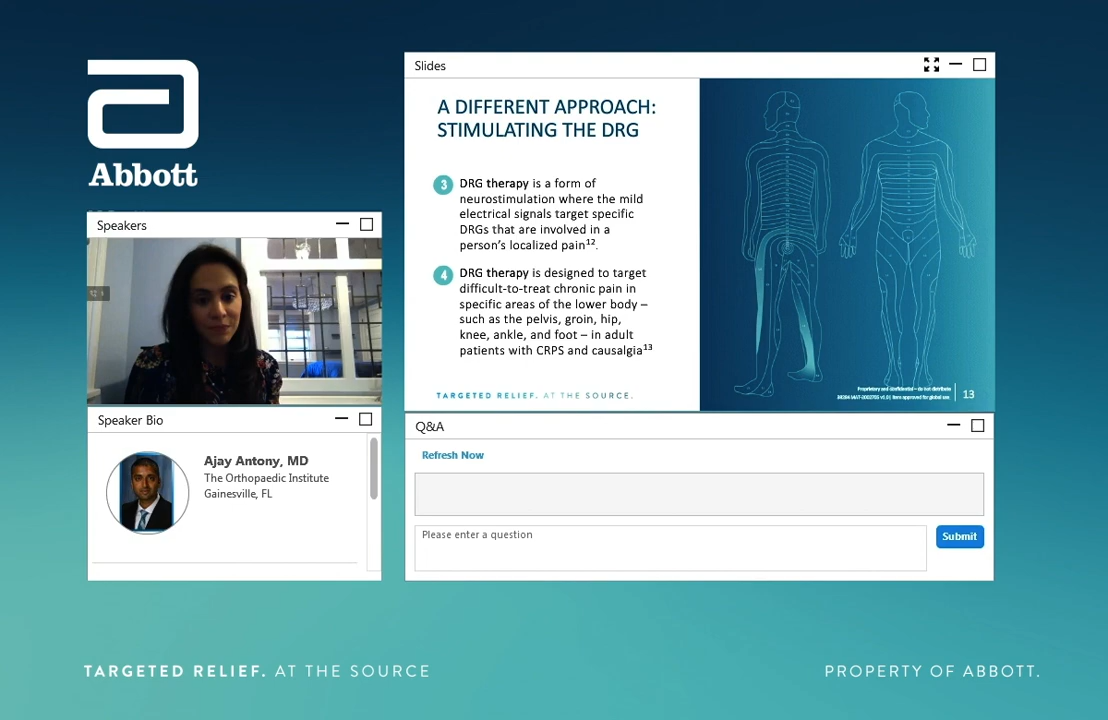 Abbott
Slides
A DIFFERENT APPROACH:
STIMULATING THE DRG
3 DRG therapy is a form of
neurostimulation where the mild
electrical signals target specific
DRGs that are involved in a
person's localized pain¹².
4 DRG therapy is designed to target
difficult-to-treat chronic pain in
specific areas of the lower body –
such as the pelvis, groin, hip,
knee, ankle, and foot – in adult
patients with CRPS and causalgia¹³
TARGETED RELIEF. AT THE SOURCE.
Proprietary and confidential – do not distribute
Item approved for global use.
13
Speakers
Speaker Bio
Ajay Antony, MD
The Orthopaedic Institute
Gainesville, FL
Q&A
Refresh Now
Please enter a question
Submit
TARGETED RELIEF. AT THE SOURCE
PROPERTY OF ABBOTT.